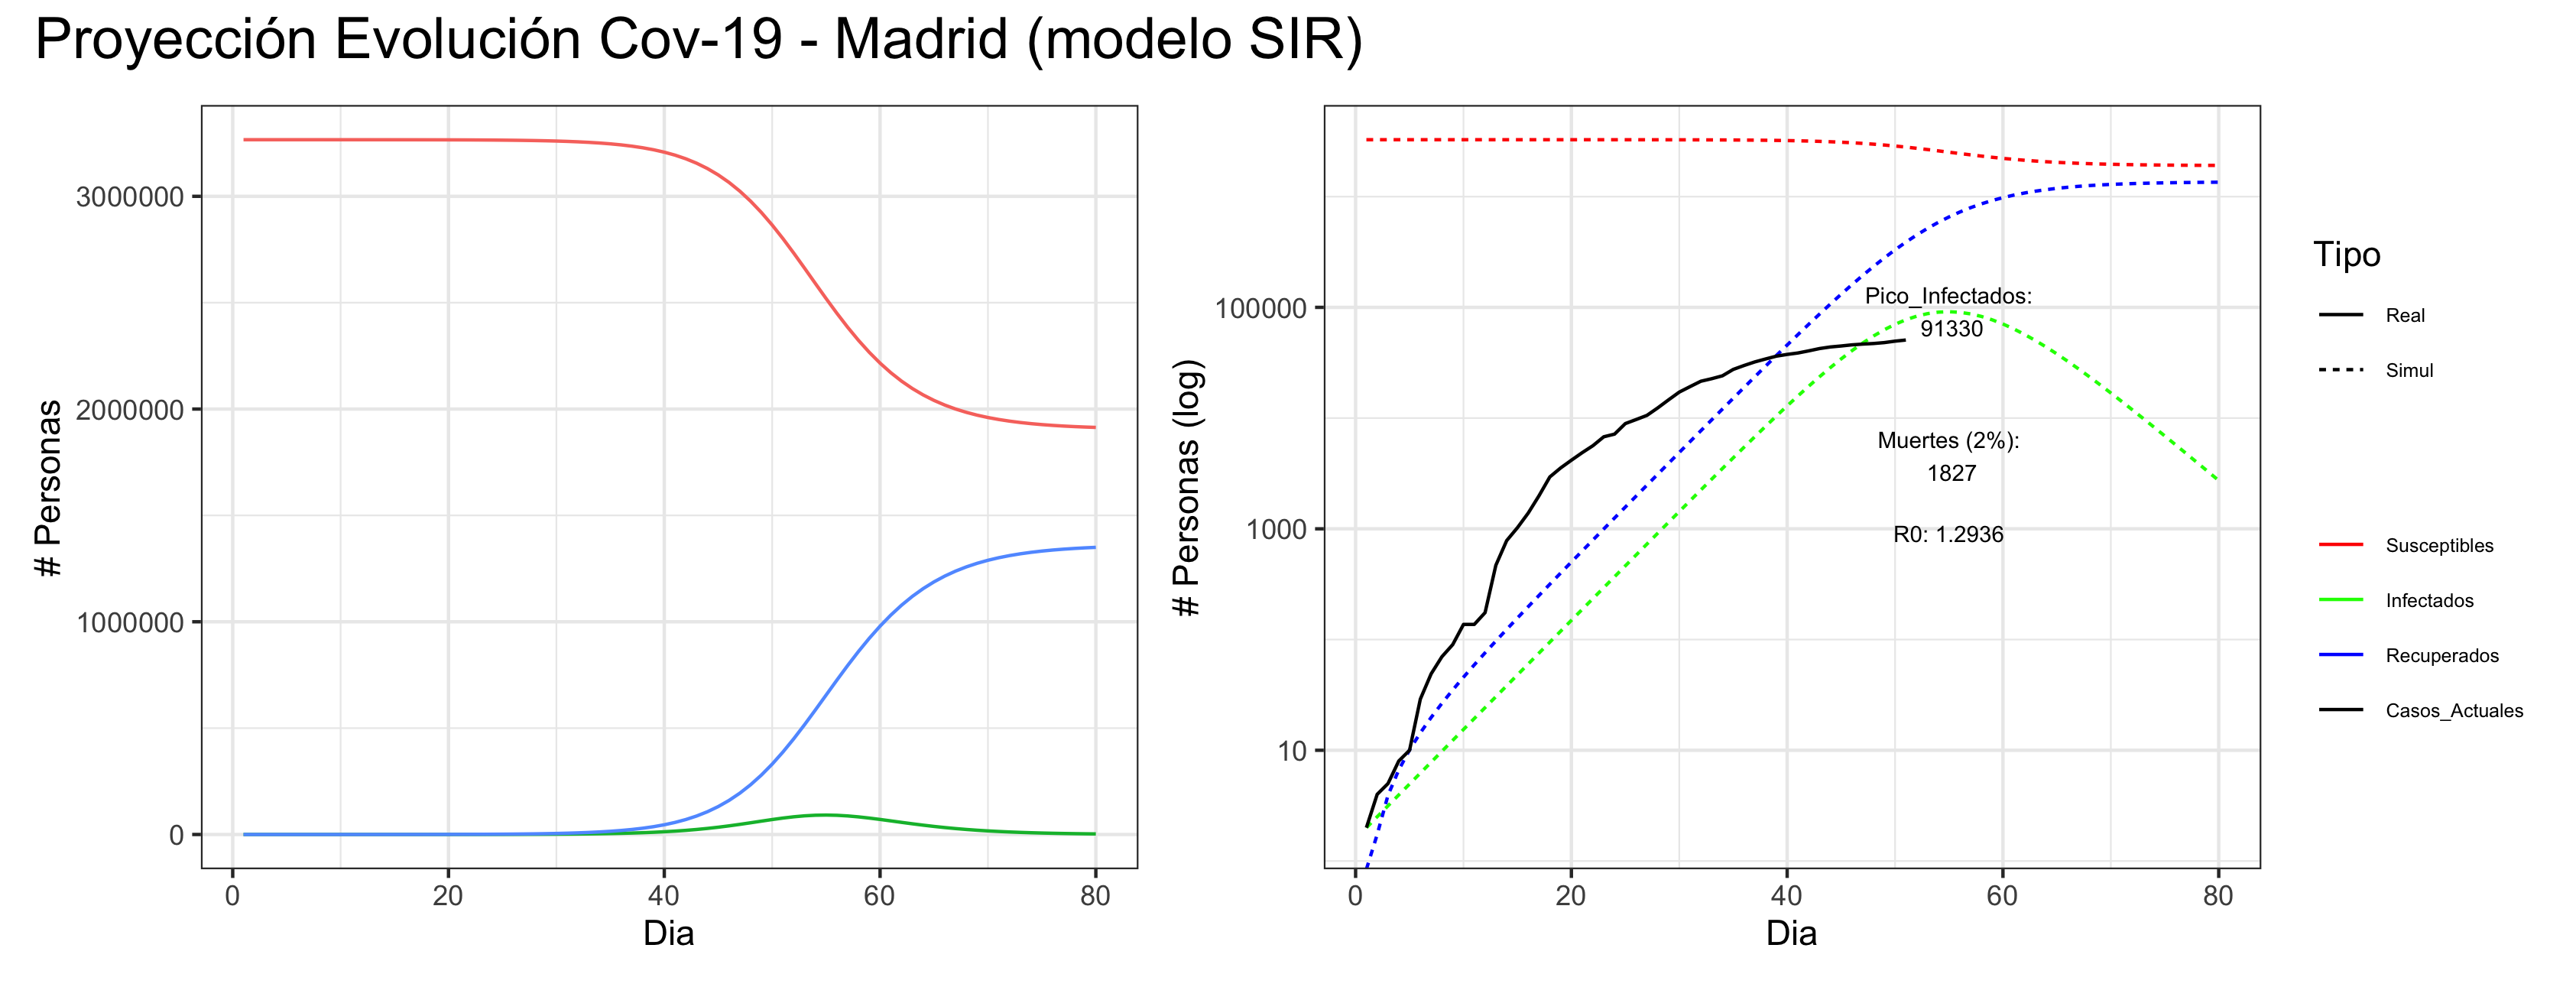 Proyección Evolución Cov-19 - Madrid (modelo SIR)
# Personas
3000000
2000000
1000000
0
0 20 40 60 80
Dia
# Personas (log)
100000
1000
10
Pico_Infectados:
91330
Muertes (2%):
1827
R0: 1.2936
0 20 40 60 80
Dia
Tipo
Real
Simul
Susceptibles
Infectados
Recuperados
Casos_Actuales